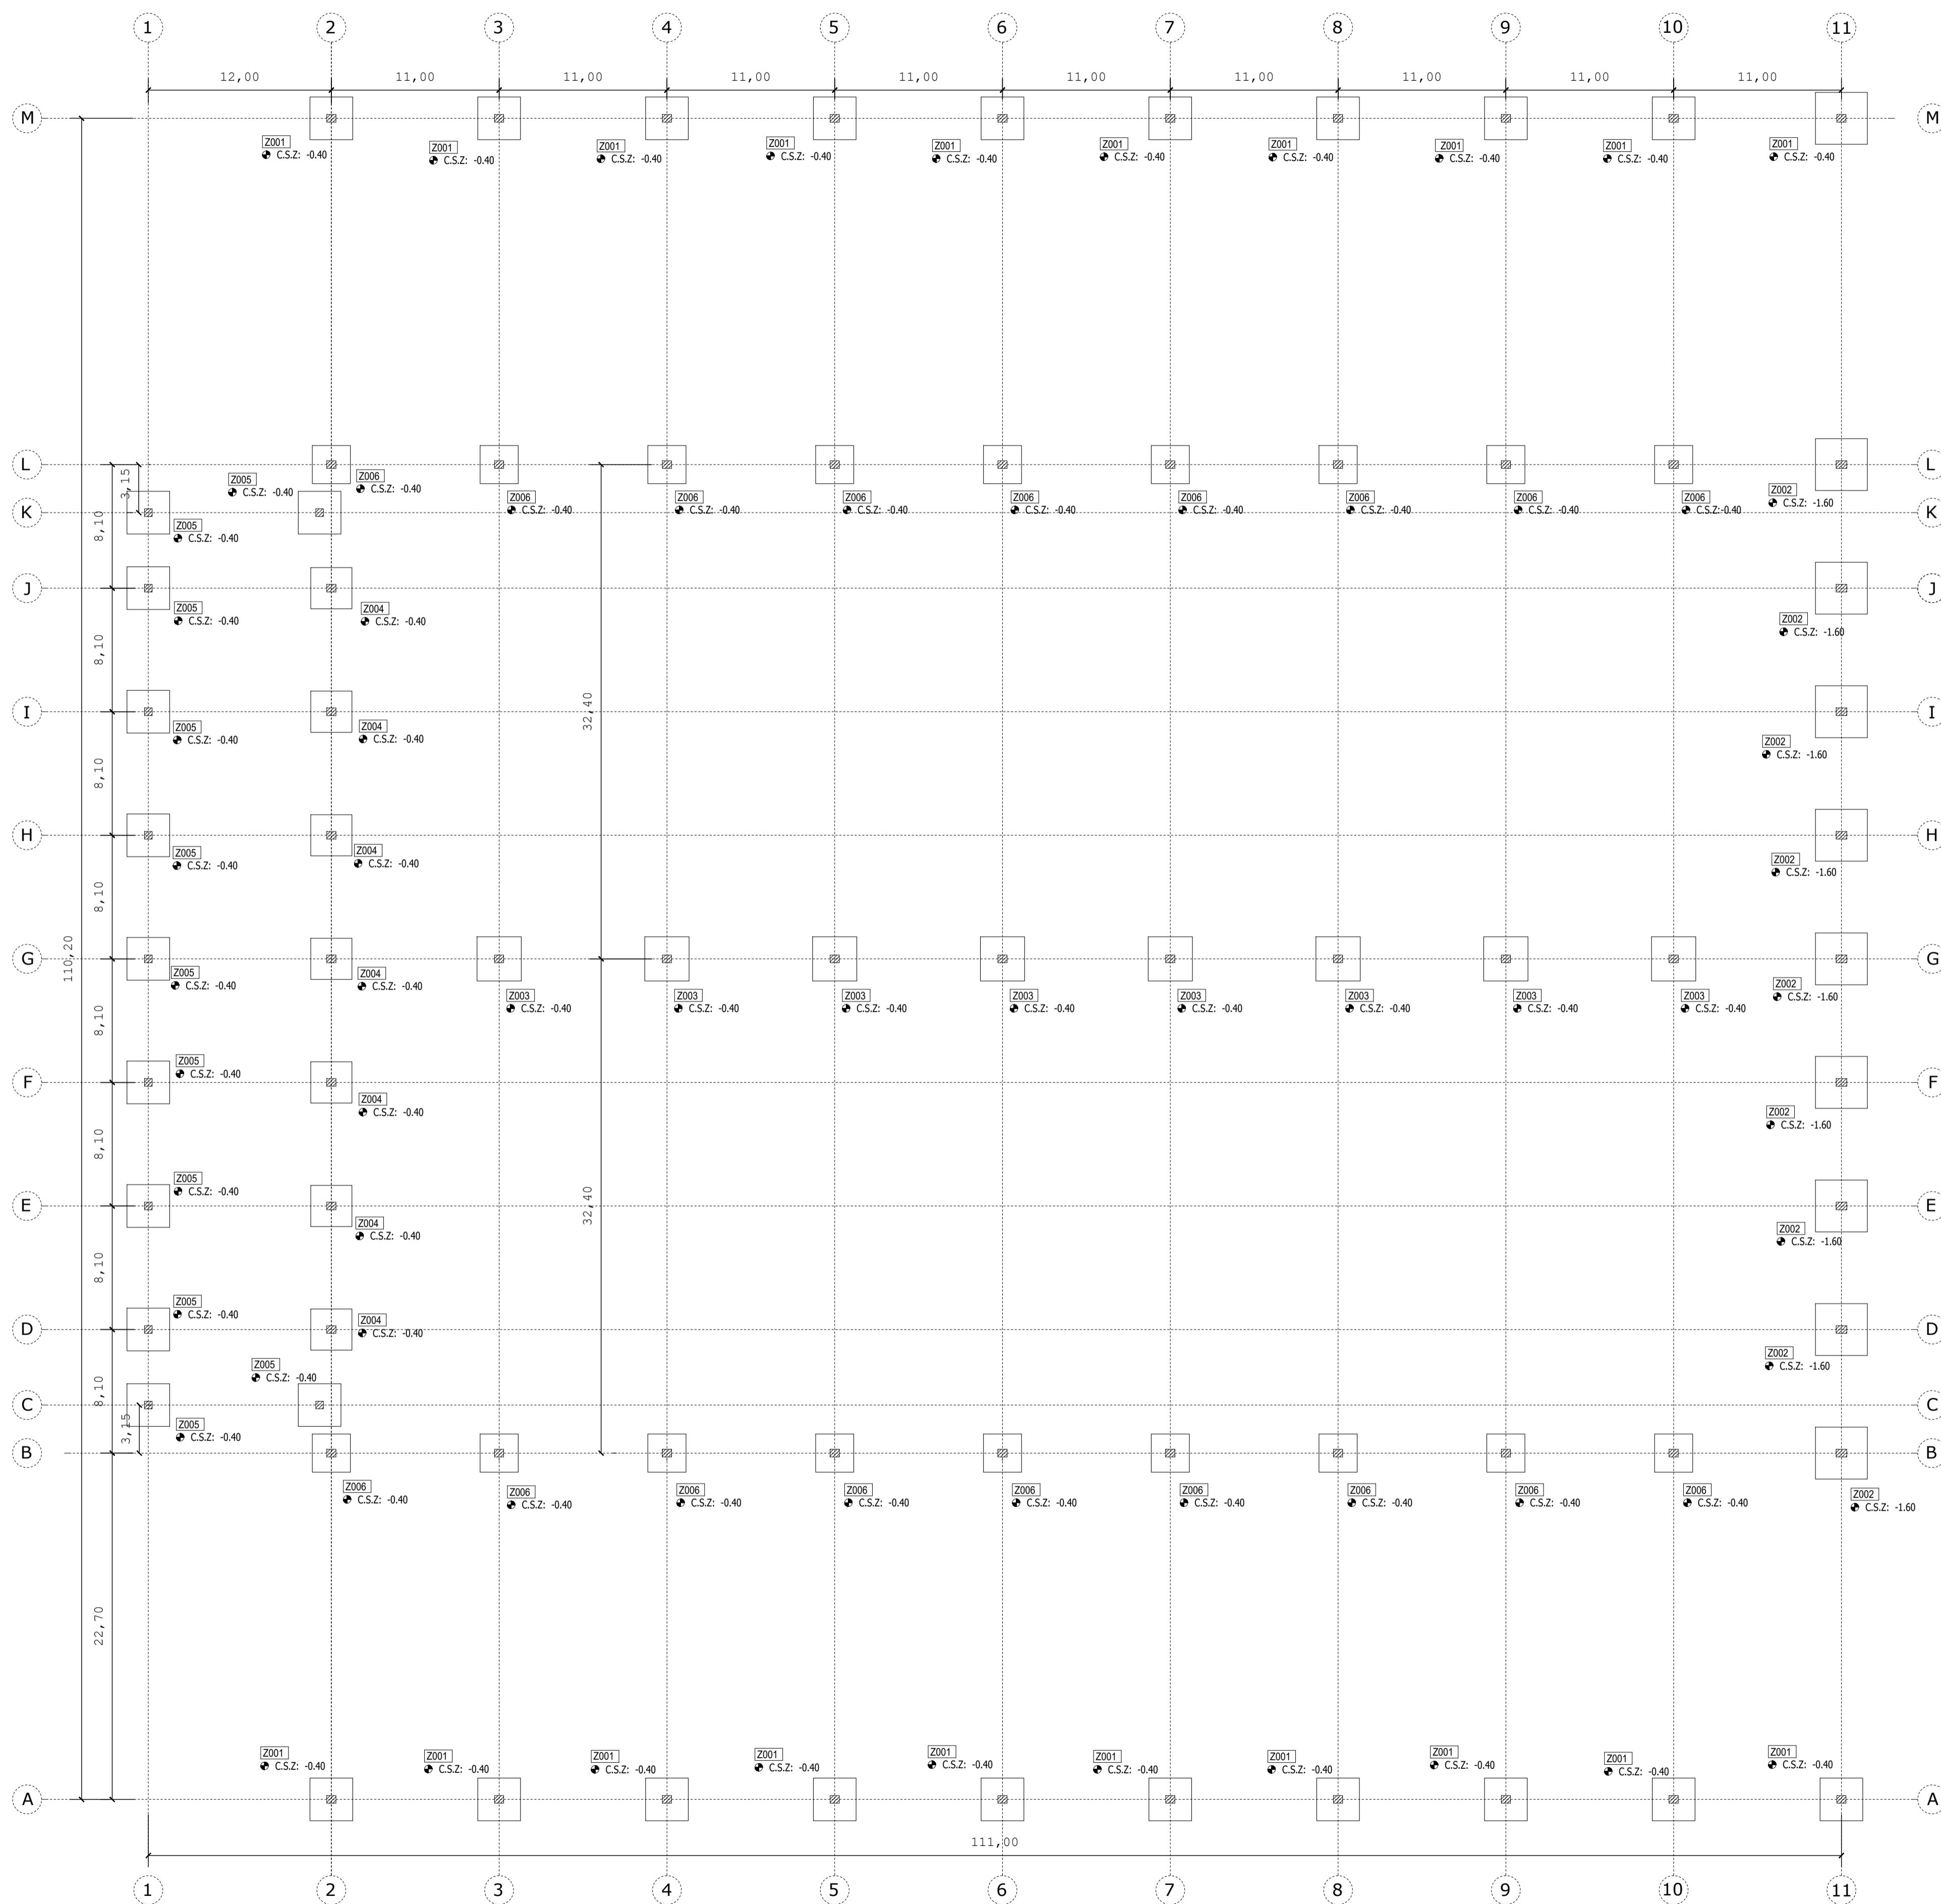 1 2 3 4 5 6 7 8 9 10 11
12,00 11,00 11,00 11,00 11,00 11,00 11,00 11,00 11,00 11,00
M M
Z001 Z001 Z001 Z001 Z001 Z001 Z001 Z001 Z001 Z001
C.S.Z: -0.40 C.S.Z: -0.40 C.S.Z: -0.40 C.S.Z: -0.40 C.S.Z: -0.40 C.S.Z: -0.40 C.S.Z: -0.40 C.S.Z: -0.40 C.S.Z: -0.40 C.S.Z: -0.40
L L
3,15
Z005 Z006 Z006 Z006 Z006 Z006 Z006 Z006 Z006 Z006 Z002
C.S.Z: -0.40 C.S.Z: -0.40 C.S.Z: -0.40 C.S.Z: -0.40 C.S.Z: -0.40 C.S.Z: -0.40 C.S.Z: -0.40 C.S.Z: -0.40 C.S.Z: -0.40 C.S.Z:-0.40 C.S.Z: -1.60
K K
8,10
Z005
C.S.Z: -0.40
J J
Z005 Z004 Z002
C.S.Z: -0.40 C.S.Z: -0.40 C.S.Z: -1.60
8,10
32,40
I I
Z005 Z004 Z002
C.S.Z: -0.40 C.S.Z: -0.40 C.S.Z: -1.60
8,10
H H
Z005 Z004 Z002
C.S.Z: -0.40 C.S.Z: -0.40 C.S.Z: -1.60
8,10
110,20
G G
Z005 Z004 Z003 Z003 Z003 Z003 Z003 Z003 Z003 Z003 Z002
C.S.Z: -0.40 C.S.Z: -0.40 C.S.Z: -0.40 C.S.Z: -0.40 C.S.Z: -0.40 C.S.Z: -0.40 C.S.Z: -0.40 C.S.Z: -0.40 C.S.Z: -0.40 C.S.Z: -0.40 C.S.Z: -1.60
8,10
Z005
C.S.Z: -0.40
F F
Z004 Z002
C.S.Z: -0.40 C.S.Z: -1.60
8,10
Z005
C.S.Z: -0.40
32,40
E E
Z004 Z002
C.S.Z: -0.40 C.S.Z: -1.60
8,10
Z005
C.S.Z: -0.40
D D
Z004 Z002
C.S.Z: -0.40 C.S.Z: -1.60
Z005
C.S.Z: -0.40
8,10
C C
3,15
Z005
C.S.Z: -0.40
B B
Z006 Z006 Z006 Z006 Z006 Z006 Z006 Z006 Z006 Z002
C.S.Z: -0.40 C.S.Z: -0.40 C.S.Z: -0.40 C.S.Z: -0.40 C.S.Z: -0.40 C.S.Z: -0.40 C.S.Z: -0.40 C.S.Z: -0.40 C.S.Z: -0.40 C.S.Z: -1.60
22,70
Z001 Z001 Z001 Z001 Z001 Z001 Z001 Z001 Z001 Z001
C.S.Z: -0.40 C.S.Z: -0.40 C.S.Z: -0.40 C.S.Z: -0.40 C.S.Z: -0.40 C.S.Z: -0.40 C.S.Z: -0.40 C.S.Z: -0.40 C.S.Z: -0.40 C.S.Z: -0.40
A A
111,00
1 2 3 4 5 6 7 8 9 10 11